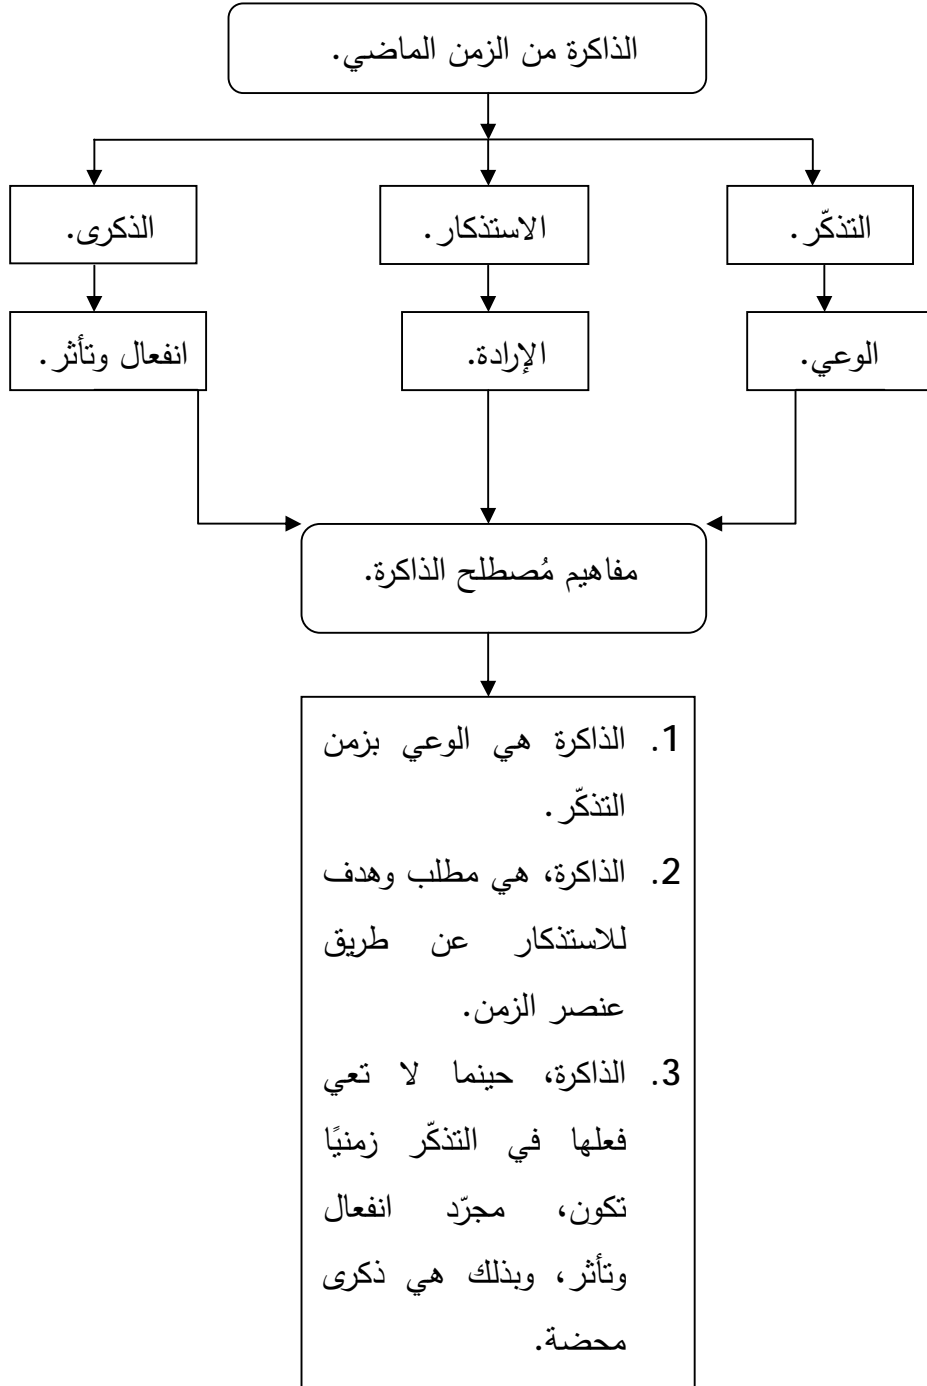 الذاكرة من الزمن الماضي.
التذكّر.
الاستذكار.
الذكرى.
الوعي.
الإرادة.
انفعال وتأثر.
مفاهيم مُصطلح الذاكرة.
1. الذاكرة هي الوعي بزمن
التذكّر.
2. الذاكرة، هي مطلب وهدف
للاستذكار عن طريق
عنصر الزمن.
3. الذاكرة، حينما لا تعي
فعلها في التذكّر زمنيًا
تكون، مجرّد انفعال
وتأثر، وبذلك هي ذكرى
محضة.